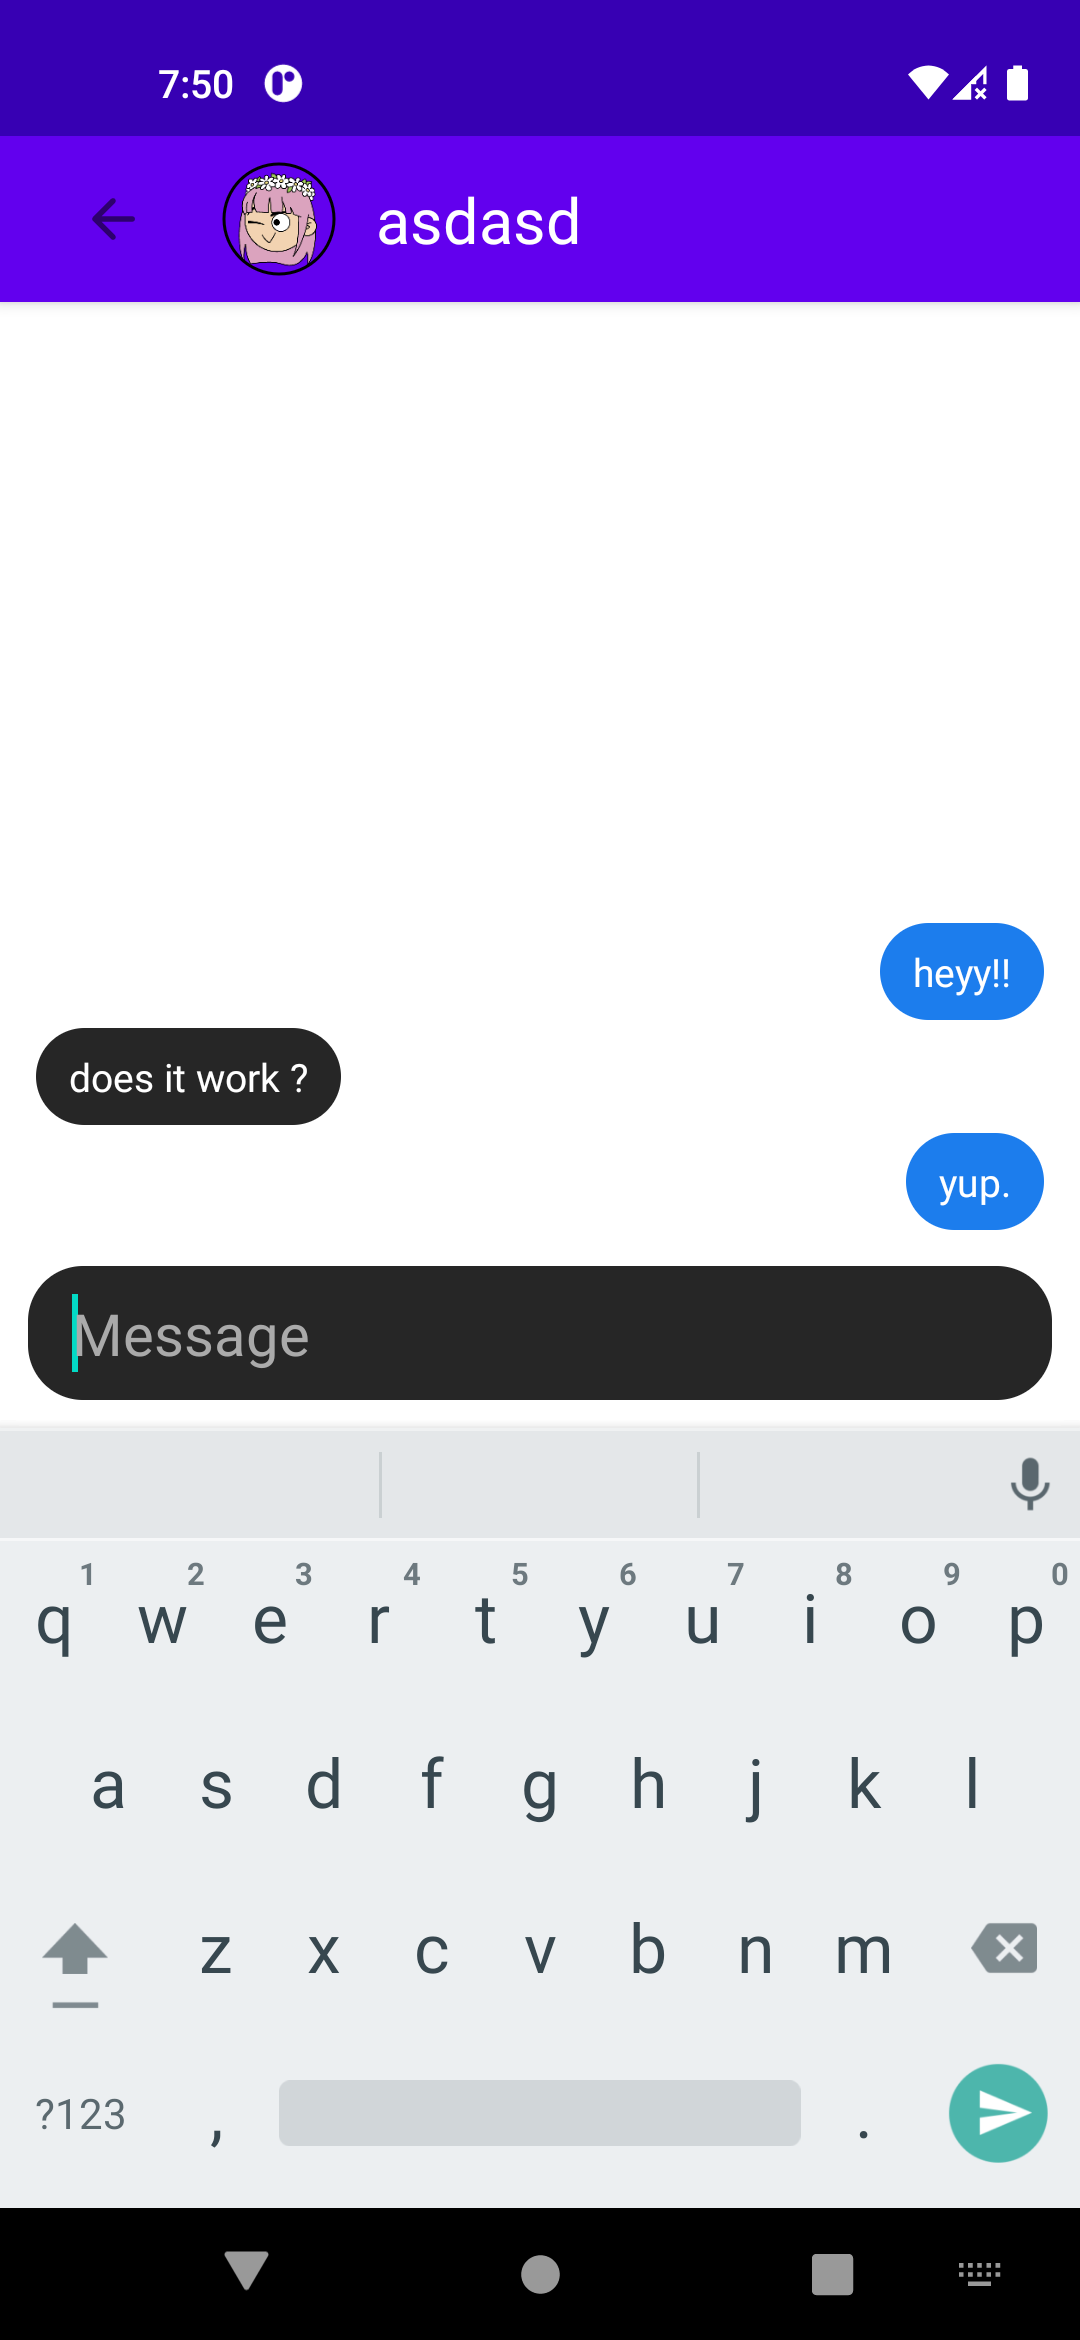 7:50
asdasd
heyy!!
does it work ?
yup.
Message
1 2 3 4 5 6 7 8 9 0
q w e r t y u i o p
a s d f g h j k l
z x c v b n m
?123 , .